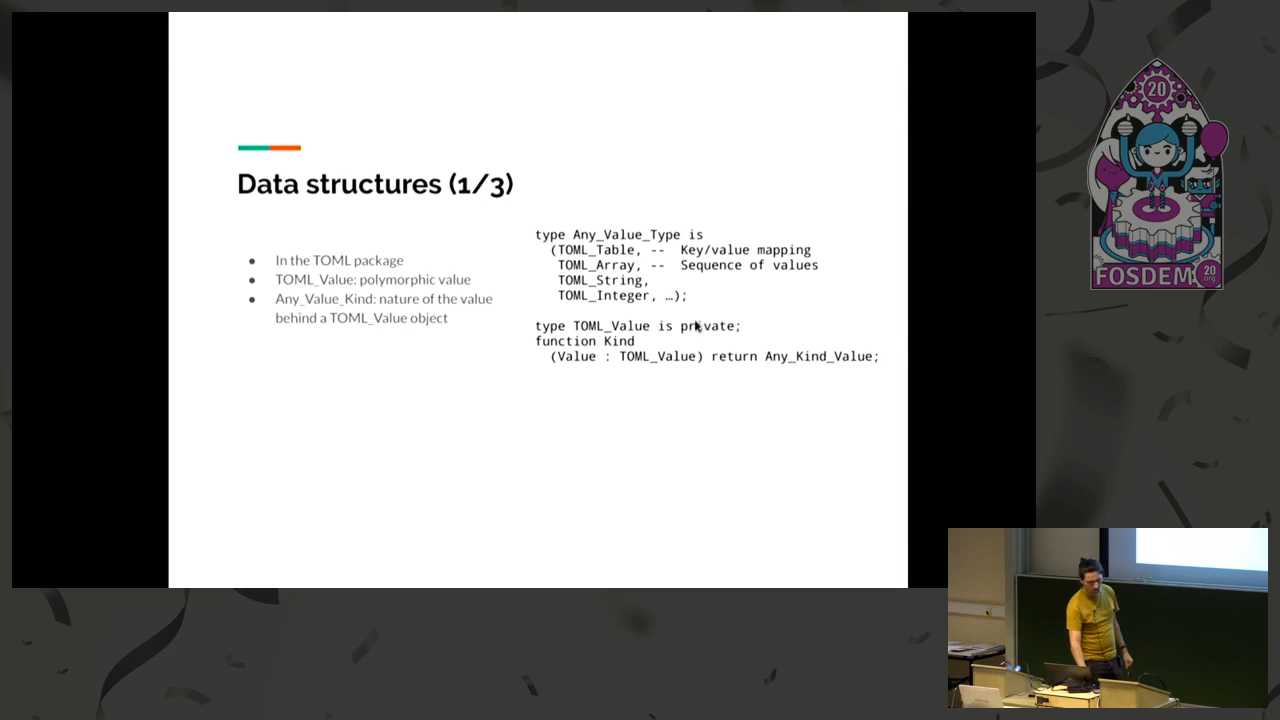 Data structures (1/3)
● In the TOML package
● TOML_Value: polymorphic value
● Any_Value_Kind: nature of the value
behind a TOML_Value object
type Any_Value_Type is
(TOML_Table, -- Key/value mapping
TOML_Array, -- Sequence of values
TOML_String,
TOML_Integer, …);
type TOML_Value is private;
function Kind
(Value : TOML_Value) return Any_Kind_Value;
20
FOSDEM
20
.org